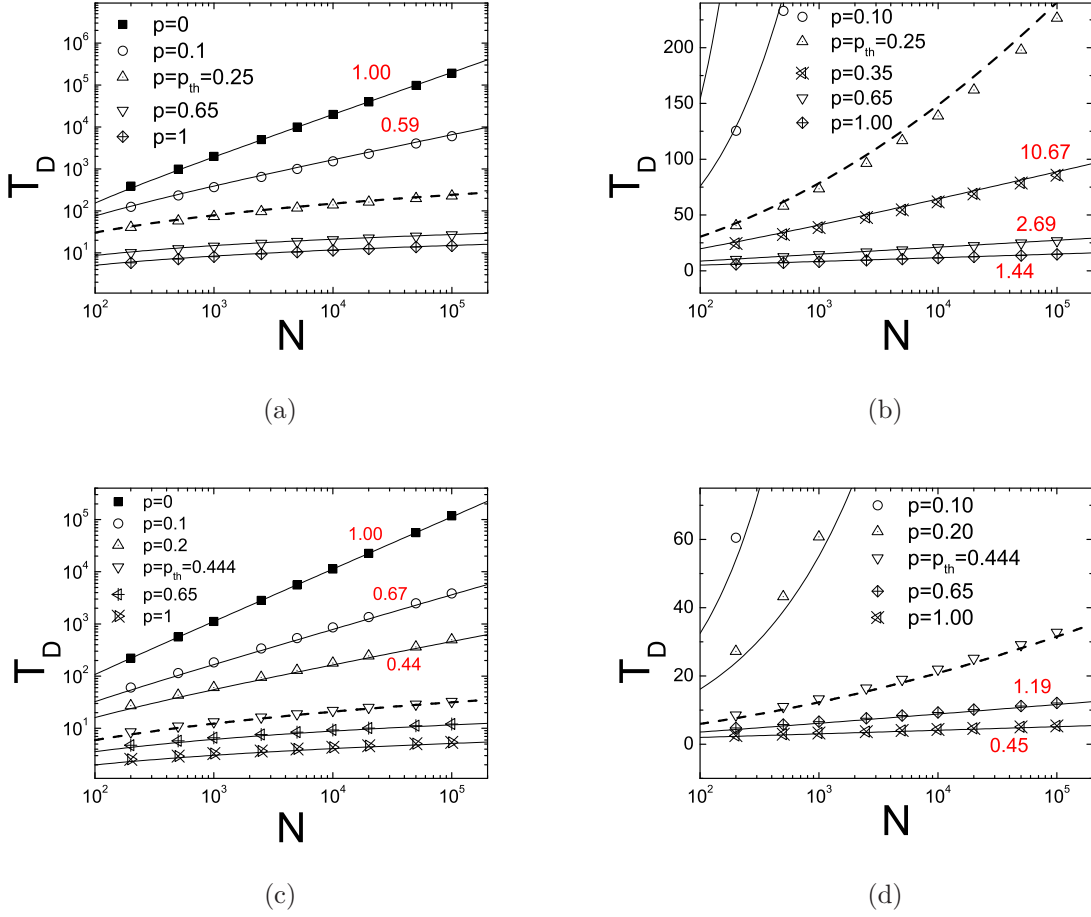 p=0
p=0.1
p=p_th=0.25
p=0.65
p=1
1.00
0.59
10^6
10^5
10^4
10^3
10^2
10^1
T_D
10^2 10^3 10^4 10^5
N
(a)
p=0.10
p=p_th=0.25
p=0.35
p=0.65
p=1.00
10.67
2.69
1.44
225
200
175
150
125
100
75
50
25
0
T_D
10^2 10^3 10^4 10^5
N
(b)
p=0
p=0.1
p=0.2
p=p_th=0.444
p=0.65
p=1
1.00
0.67
0.44
10^5
10^4
10^3
10^2
10^1
T_D
10^2 10^3 10^4 10^5
N
(c)
p=0.10
p=0.20
p=p_th=0.444
p=0.65
p=1.00
1.19
0.45
60
40
20
0
T_D
10^2 10^3 10^4 10^5
N
(d)